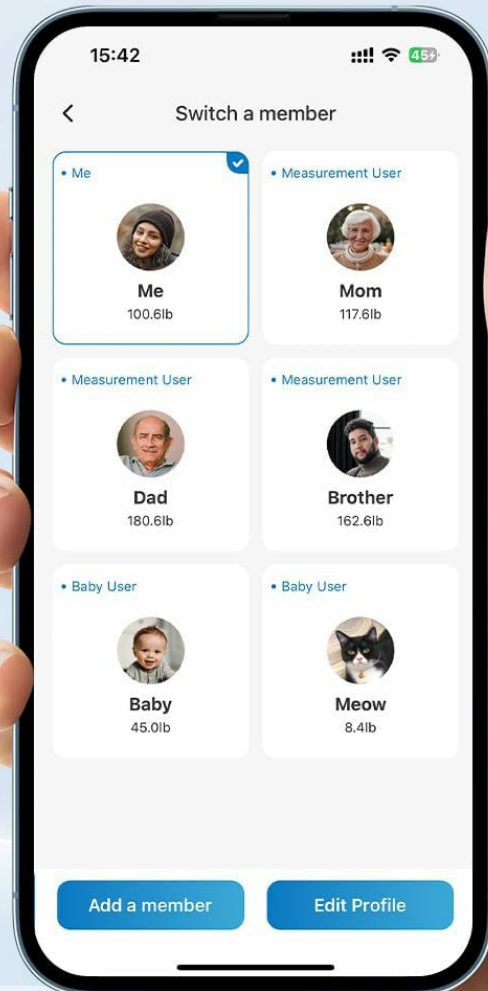 15:42
45
Switch a member
• Me
• Measurement User
Me
Mom
100.6lb
117.6lb
• Measurement User
• Measurement User
Dad
Brother
180.6lb
162.6lb
• Baby User
• Baby User
Baby
Meow
45.0lb
8.4lb
Add a member
Edit Profile